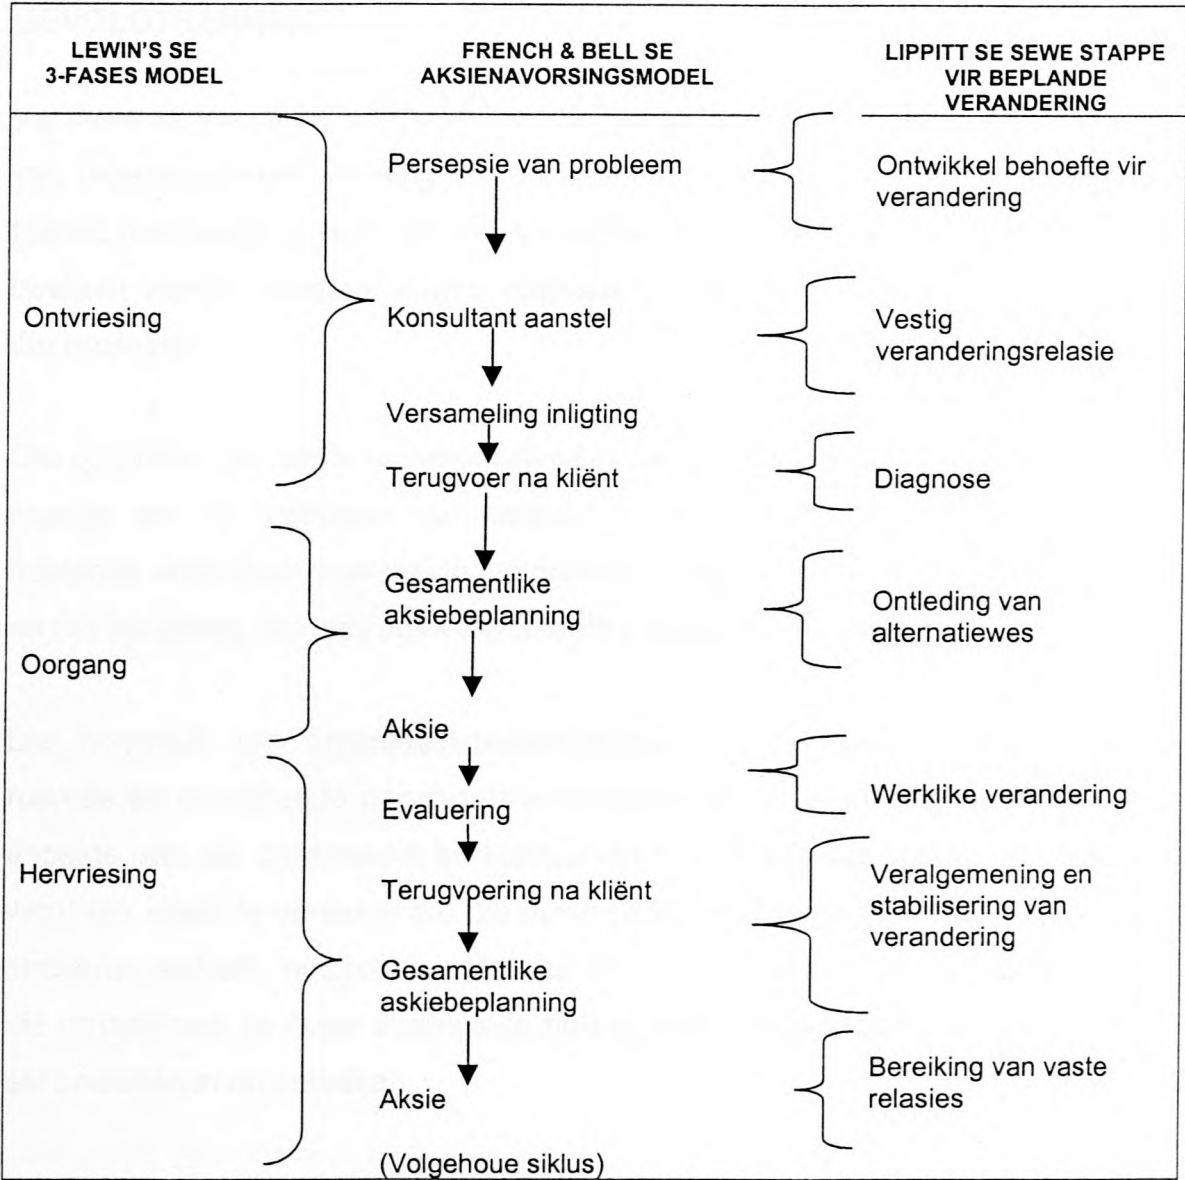 LEWIN'S SE
3-FASES MODEL
FRENCH & BELL SE
AKSIENAVORSINGSMODEL
LIPPITT SE SEWE STAPPE
VIR BEPLANDE
VERANDERING
Ontvriesing
Oorgang
Hervriesing
Persepsie van probleem
Konsultant aanstel
Versameling inligting
Terugvoer na kliënt
Gesamentlike
aksiebeplanning
Aksie
Evaluering
Terugvoering na kliënt
Gesamentlike
askiebeplanning
Aksie
(Volgehoue siklus)
Ontwikkel behoefte vir
verandering
Vestig
veranderingsrelasie
Diagnose
Ontleding van
alternatiewes
Werklike verandering
Veralgemening en
stabilisering van
verandering
Bereiking van vaste
relasies